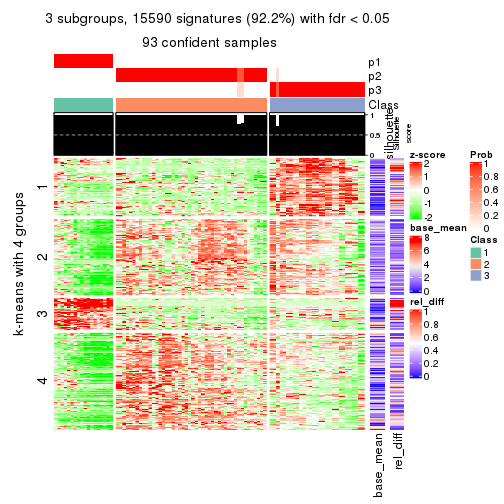 3 subgroups, 15590 signatures (92.2%) with fdr < 0.05
93 confident samples
p1
p2
p3
Class
1
0.5
0
silhouette
Silhouette
score
k-means with 4 groups
1
2
3
4
base_mean
rel_diff
z-score
2
1
0
-1
-2
base_mean
8
6
4
2
0
rel_diff
1
0.8
0.6
0.4
0.2
0
Prob
1
0.8
0.6
0.4
0.2
0
Class
1
2
3